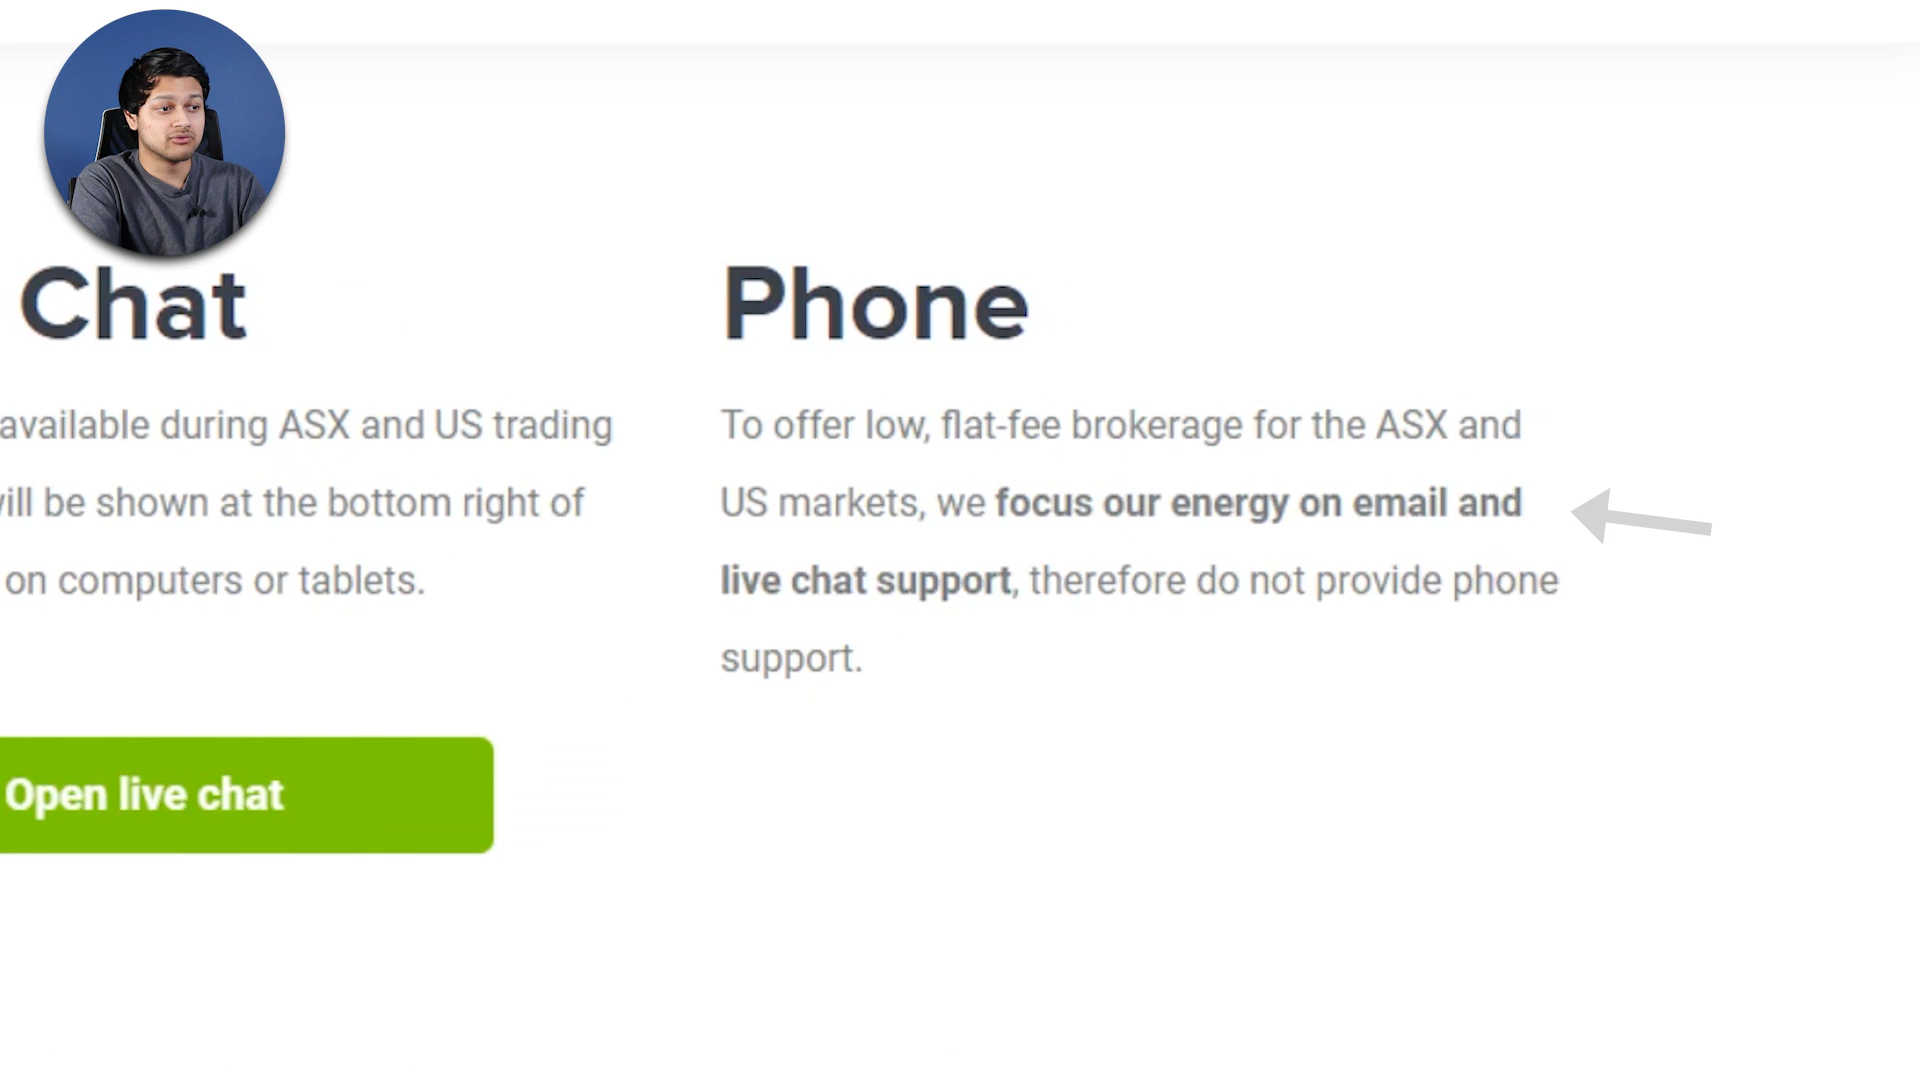 Chat
available during ASX and US trading
will be shown at the bottom right of
on computers or tablets.
Open live chat
Phone
To offer low, flat-fee brokerage for the ASX and
US markets, we focus our energy on email and
live chat support, therefore do not provide phone
support.